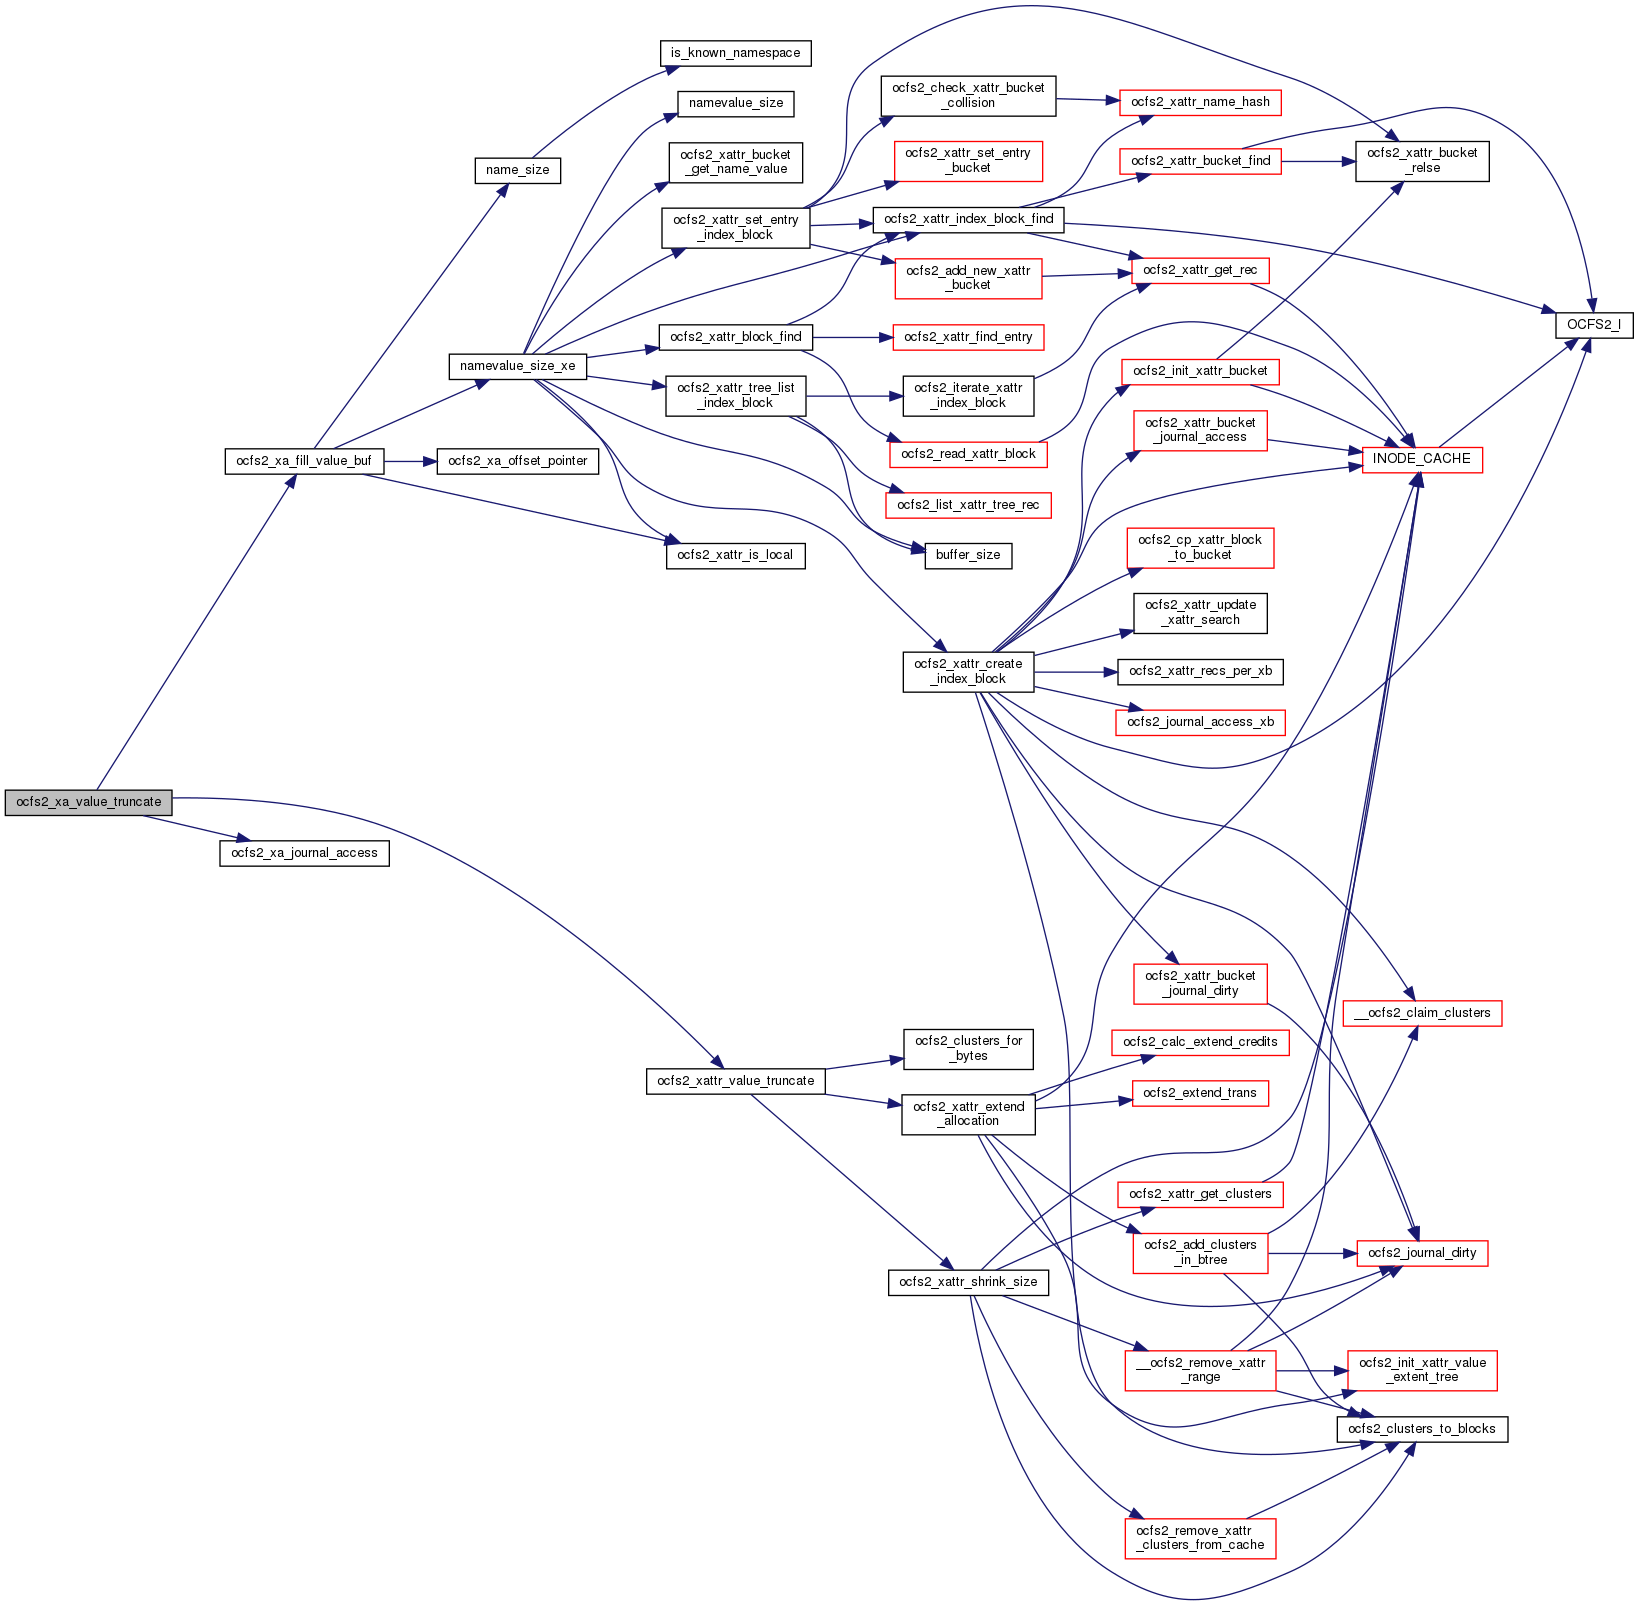 is_known_namespace
namevalue_size
ocfs2_check_xattr_bucket
_collision
ocfs2_xattr_name_hash
name_size
ocfs2_xattr_bucket
_get_name_value
ocfs2_xattr_set_entry
_bucket
ocfs2_xattr_bucket_find
ocfs2_xattr_bucket
_relse
ocfs2_xattr_set_entry
_index_block
ocfs2_xattr_index_block_find
ocfs2_add_new_xattr
_bucket
ocfs2_xattr_get_rec
OCFS2_I
ocfs2_xattr_block_find
ocfs2_xattr_find_entry
namevalue_size_xe
ocfs2_xattr_tree_list
_index_block
ocfs2_iterate_xattr
_index_block
ocfs2_init_xattr_bucket
ocfs2_xattr_bucket
_journal_access
ocfs2_xa_fill_value_buf
ocfs2_xa_offset_pointer
ocfs2_read_xattr_block
INODE_CACHE
ocfs2_list_xattr_tree_rec
ocfs2_xattr_is_local
buffer_size
ocfs2_cp_xattr_block
_to_bucket
ocfs2_xattr_update
_xattr_search
ocfs2_xattr_create
_index_block
ocfs2_xattr_recs_per_xb
ocfs2_journal_access_xb
ocfs2_xa_value_truncate
ocfs2_xa_journal_access
ocfs2_xattr_bucket
_journal_dirty
__ocfs2_claim_clusters
ocfs2_clusters_for
_bytes
ocfs2_calc_extend_credits
ocfs2_xattr_value_truncate
ocfs2_xattr_extend
_allocation
ocfs2_extend_trans
ocfs2_xattr_get_clusters
ocfs2_add_clusters
_in_btree
ocfs2_journal_dirty
ocfs2_xattr_shrink_size
__ocfs2_remove_xattr
_range
ocfs2_init_xattr_value
_extent_tree
ocfs2_clusters_to_blocks
ocfs2_remove_xattr
_clusters_from_cache